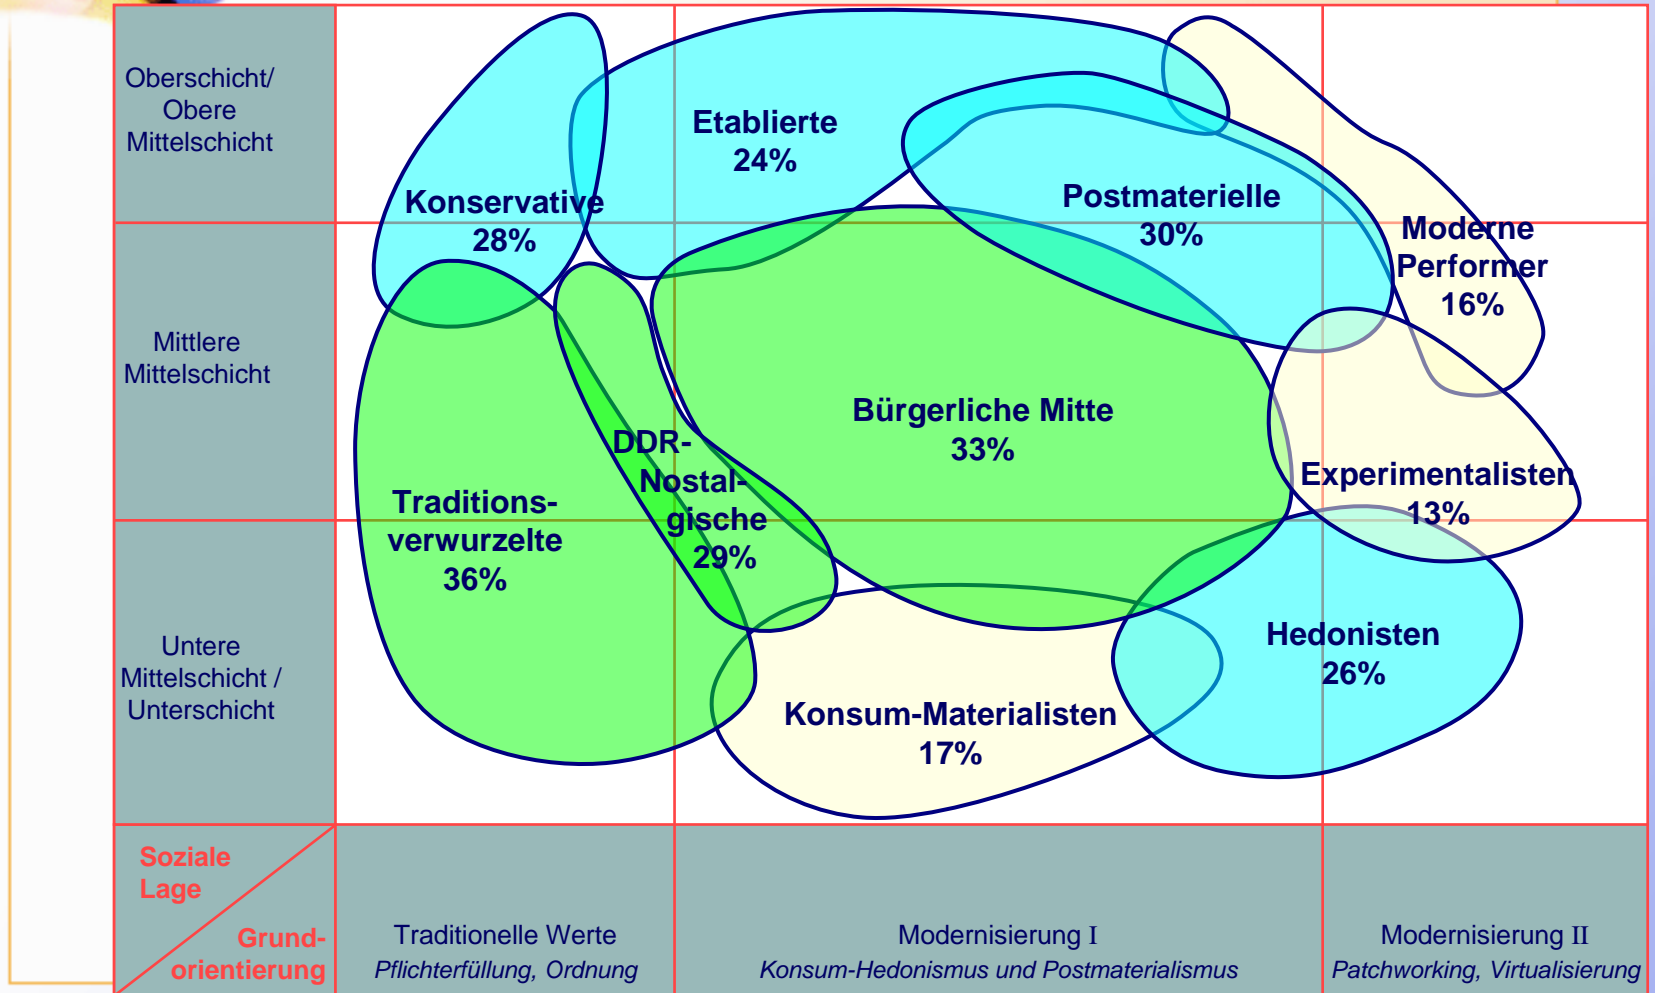 Oberschicht/
Obere
Mittelschicht
Etablierte
24%
Konservative
28%
Postmaterielle
30%
Moderne
Performer
16%
Mittlere
Mittelschicht
Bürgerliche Mitte
33%
DDR-
Nostal-
gische
29%
Traditions-
verwurzelte
36%
Experimentalisten
13%
Untere
Mittelschicht /
Unterschicht
Hedonisten
26%
Konsum-Materialisten
17%
Soziale
Lage
Grund-
orientierung
Traditionelle Werte
Pflichterfüllung, Ordnung
Modernisierung I
Konsum-Hedonismus und Postmaterialismus
Modernisierung II
Patchworking, Virtualisierung